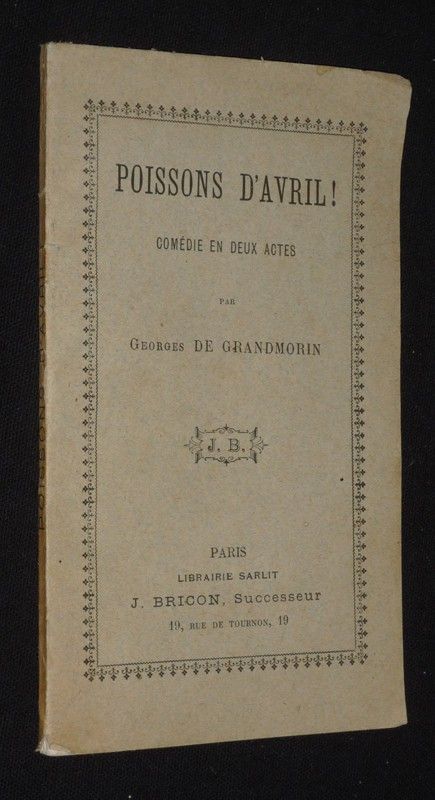 POISSONS D'AVRIL!
COMÉDIE EN DEUX ACTES
PAR
GEORGES DE GRANDMORIN
J. B.
PARIS
LIBRAIRIE SARLIT
J. BRICON, Successeur
19, RUE DE TOURNON, 19